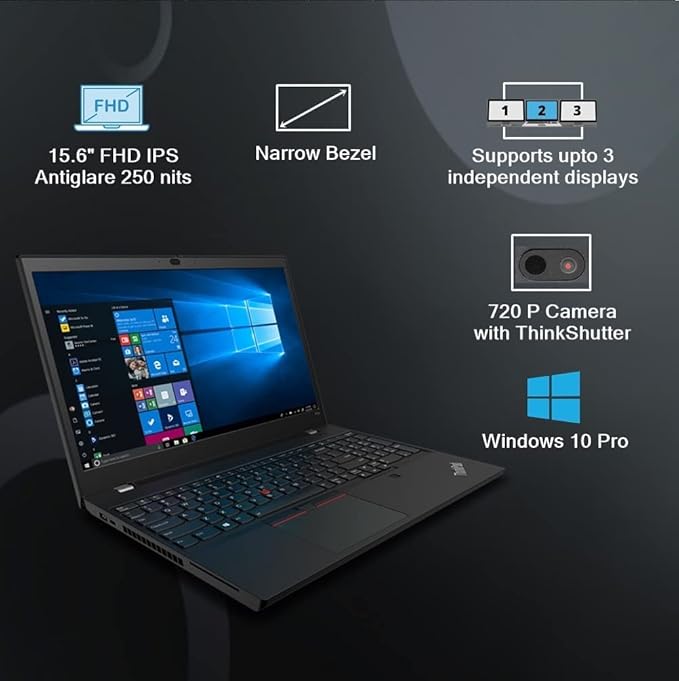 FHD
15.6" FHD IPS
Antiglare 250 nits
Narrow Bezel
1 2 3
Supports upto 3
independent displays
720 P Camera
with ThinkShutter
Windows 10 Pro